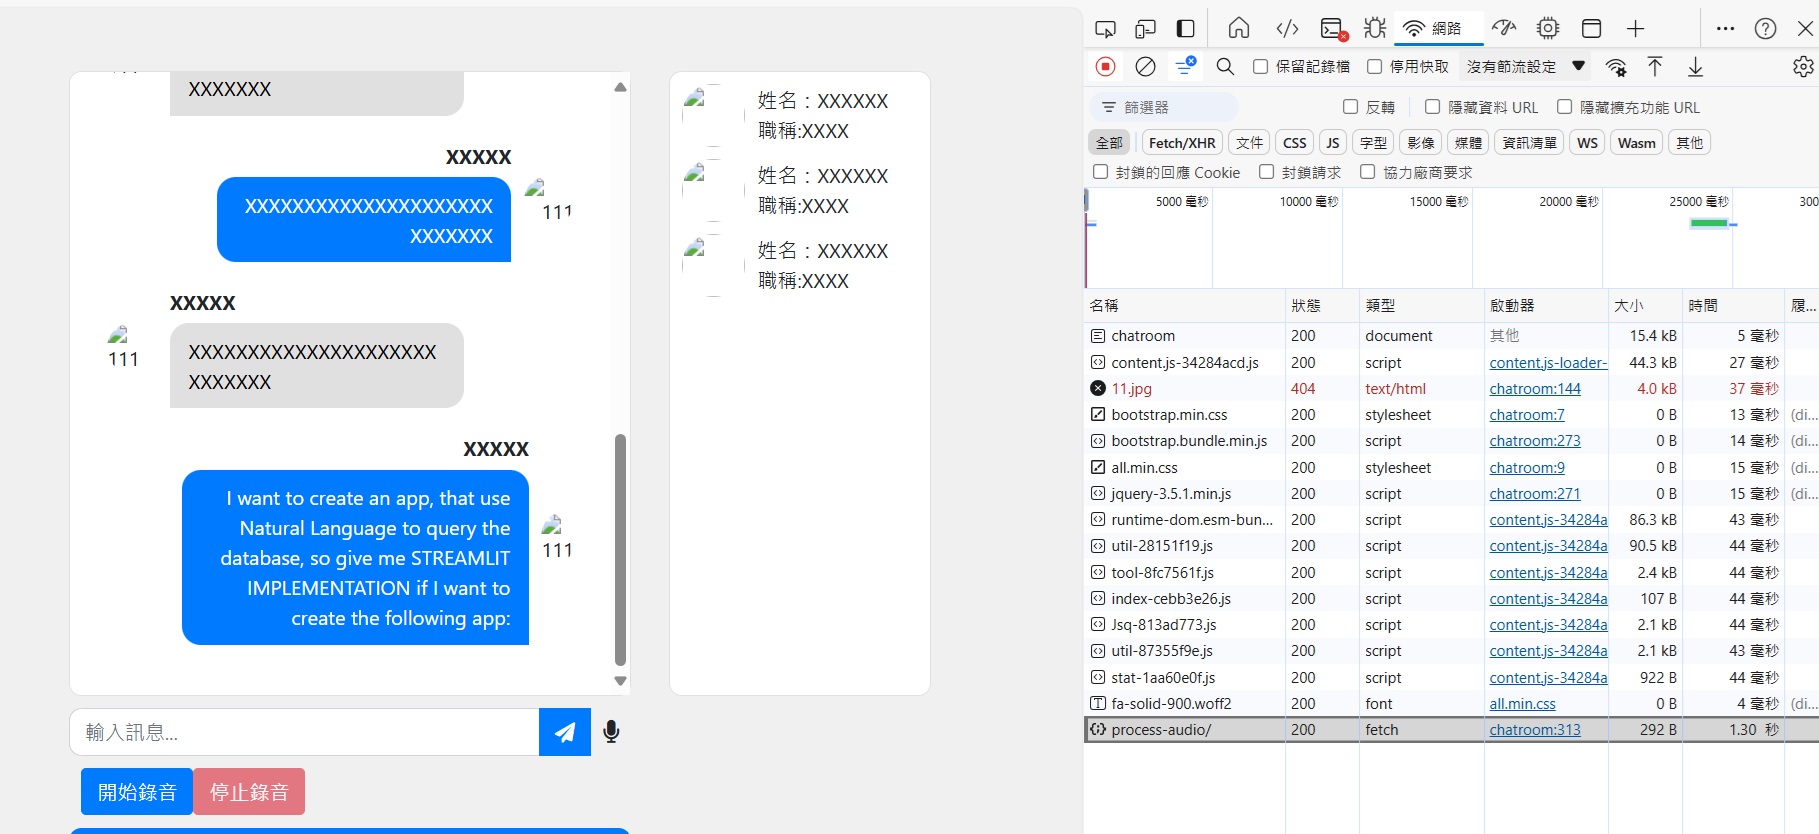 XXXXXXX
XXXXX
XXXXXXXXXXXXXXXXXXXXX
XXXXXXX
111
XXXXX
XXXXXXXXXXXXXXXXXXXXX
XXXXXXX
111
XXXXX
I want to create an app, that use
Natural Language to query the
database, so give me STREAMLIT
IMPLEMENTATION if I want to
create the following app:
111
輸入訊息...
開始錄音 停止錄音
姓名：XXXXXX
職稱:XXXX
姓名：XXXXXX
職稱:XXXX
姓名：XXXXXX
職稱:XXXX
網路
保留記錄檔 停用快取 沒有節流設定
篩選器 反轉 隱藏資料 URL 隱藏擴充功能 URL
全部 Fetch/XHR 文件 CSS JS 字型 影像 媒體 資訊清單 WS Wasm 其他
封鎖的回應 Cookie 封鎖請求 協力廠商要求
5000 毫秒 10000 毫秒 15000 毫秒 20000 毫秒 25000 毫秒 300
名稱 狀態 類型 啟動器 大小 時間 履...
chatroom 200 document 其他 15.4 kB 5 毫秒
content.js-34284acd.js 200 script content.js-loader- 44.3 kB 27 毫秒
11.jpg 404 text/html chatroom:144 4.0 kB 37 毫秒
bootstrap.min.css 200 stylesheet chatroom:7 0 B 13 毫秒 (di...
bootstrap.bundle.min.js 200 script chatroom:273 0 B 14 毫秒 (di...
all.min.css 200 stylesheet chatroom:9 0 B 15 毫秒 (di...
jquery-3.5.1.min.js 200 script chatroom:271 0 B 15 毫秒 (di...
runtime-dom.esm-bun... 200 script content.js-34284a 86.3 kB 43 毫秒
util-28151f19.js 200 script content.js-34284a 90.5 kB 44 毫秒
tool-8fc7561f.js 200 script content.js-34284a 2.4 kB 44 毫秒
index-cebb3e26.js 200 script content.js-34284a 107 B 44 毫秒
Jsq-813ad773.js 200 script content.js-34284a 2.1 kB 44 毫秒
util-87355f9e.js 200 script content.js-34284a 2.1 kB 43 毫秒
stat-1aa60e0f.js 200 script content.js-34284a 922 B 44 毫秒
fa-solid-900.woff2 200 font all.min.css 0 B 4 毫秒 (di...
process-audio/ 200 fetch chatroom:313 292 B 1.30 秒